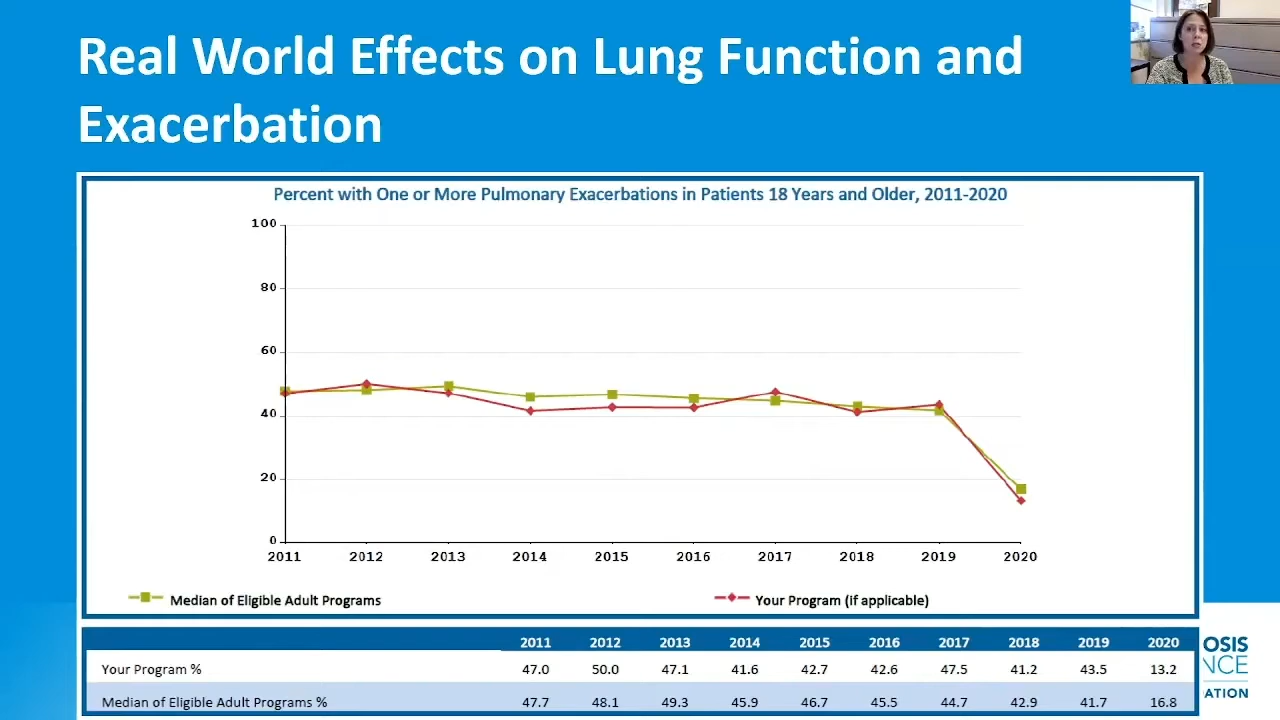 Real World Effects on Lung Function and
Exacerbation
Percent with One or More Pulmonary Exacerbations in Patients 18 Years and Older, 2011-2020
100
80
60
40
20
0
2011 2012 2013 2014 2015 2016 2017 2018 2019 2020
Median of Eligible Adult Programs Your Program (if applicable)
2011 2012 2013 2014 2015 2016 2017 2018 2019 2020
Your Program % 47.0 50.0 47.1 41.6 42.7 42.6 47.5 41.2 43.5 13.2
Median of Eligible Adult Programs % 47.7 48.1 49.3 45.9 46.7 45.5 44.7 42.9 41.7 16.8
OSIS
NCE
ATION